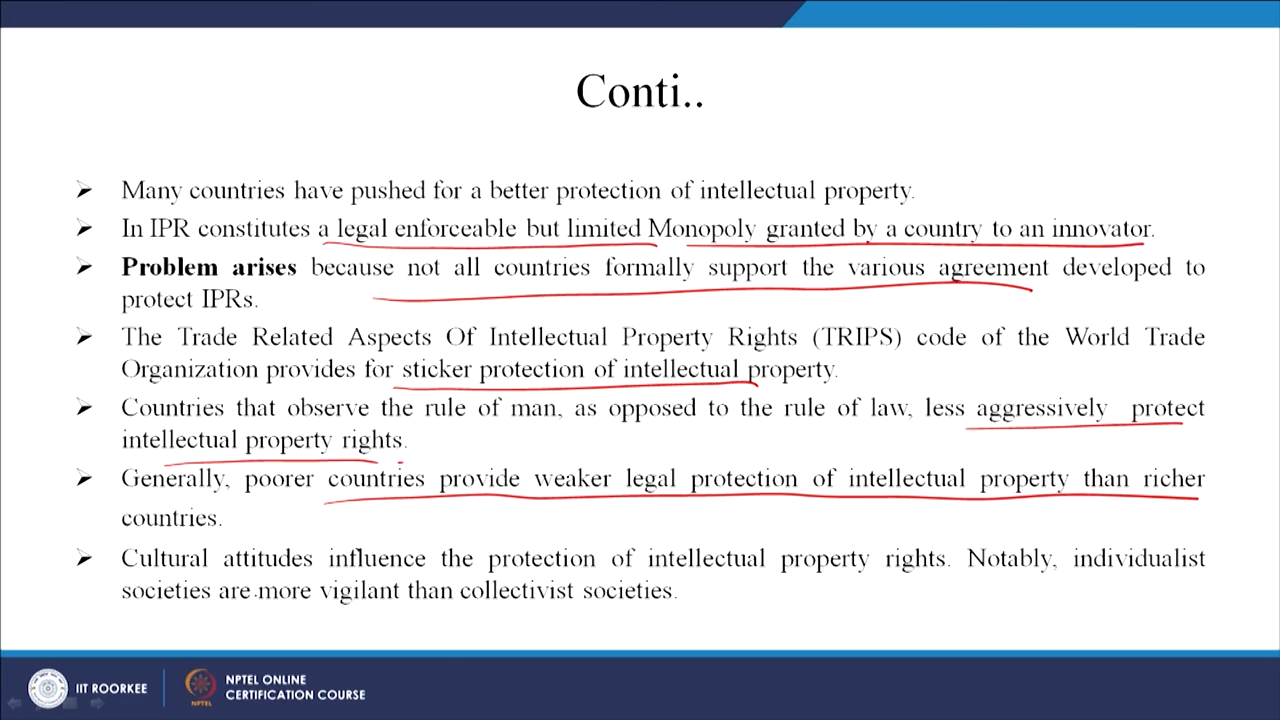 Conti..
➢ Many countries have pushed for a better protection of intellectual property.
➢ In IPR constitutes a legal enforceable but limited Monopoly granted by a country to an innovator.
➢ Problem arises because not all countries formally support the various agreement developed to
protect IPRs.
➢ The Trade Related Aspects Of Intellectual Property Rights (TRIPS) code of the World Trade
Organization provides for sticker protection of intellectual property.
➢ Countries that observe the rule of man, as opposed to the rule of law, less aggressively protect
intellectual property rights.
➢ Generally, poorer countries provide weaker legal protection of intellectual property than richer
countries.
➢ Cultural attitudes influence the protection of intellectual property rights. Notably, individualist
societies are more vigilant than collectivist societies.
IIT ROORKEE
NPTEL
NPTEL ONLINE
CERTIFICATION COURSE